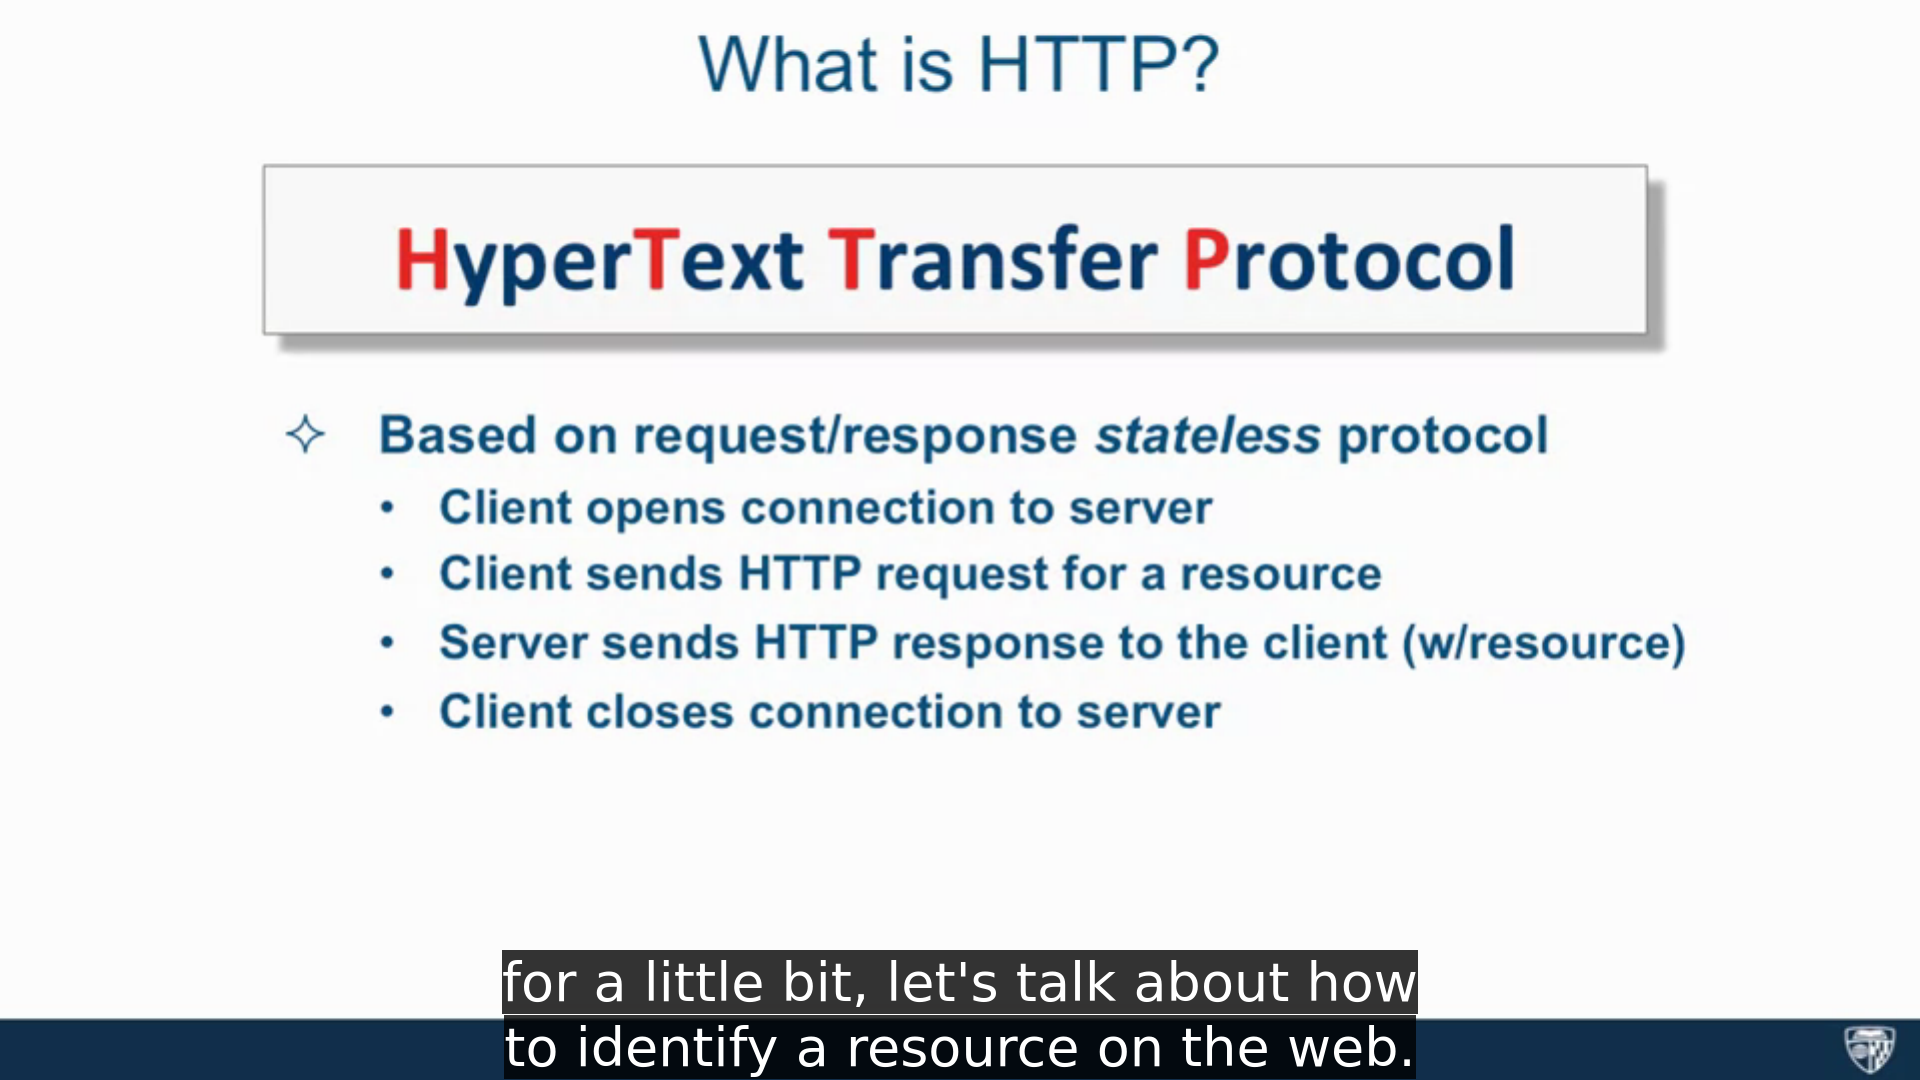 What is HTTP?
HyperText Transfer Protocol
Based on request/response stateless protocol
• Client opens connection to server
• Client sends HTTP request for a resource
• Server sends HTTP response to the client (w/resource)
• Client closes connection to server
for a little bit, let's talk about how
to identify a resource on the web.